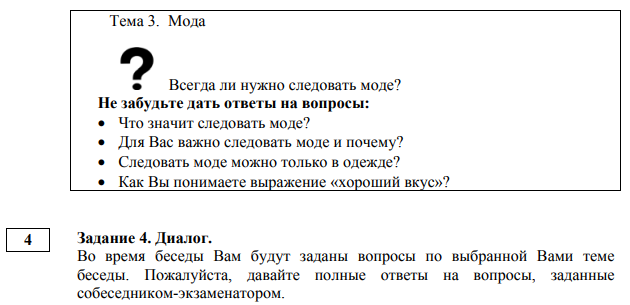 Тема 3. Мода
? Всегда ли нужно следовать моде?
Не забудьте дать ответы на вопросы:
• Что значит следовать моде?
• Для Вас важно следовать моде и почему?
• Следовать моде можно только в одежде?
• Как Вы понимаете выражение «хороший вкус»?
4 Задание 4. Диалог.
Во время беседы Вам будут заданы вопросы по выбранной Вами теме
беседы. Пожалуйста, давайте полные ответы на вопросы, заданные
собеседником-экзаменатором.